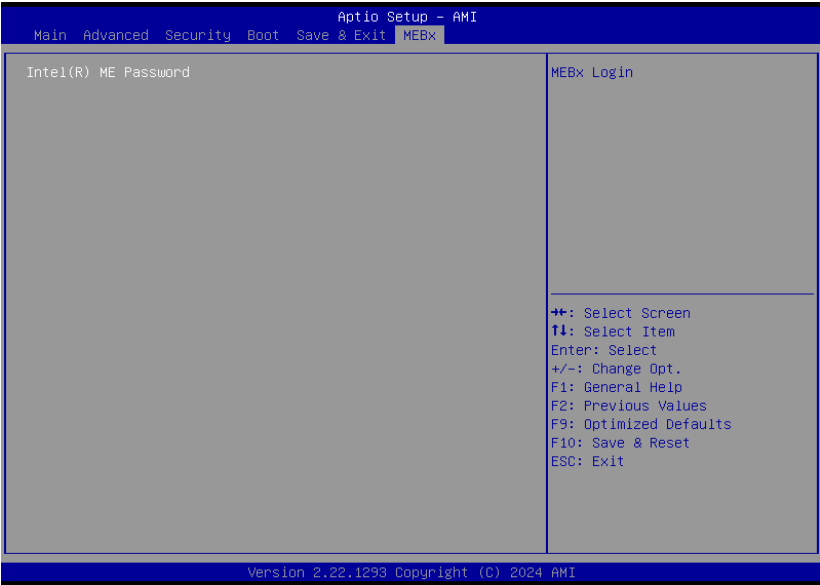 Aptio Setup – AMI
Main Advanced Security Boot Save & Exit MEBx
Intel(R) ME Password
MEBx Login
→←: Select Screen
↑↓: Select Item
Enter: Select
+/-: Change Opt.
F1: General Help
F2: Previous Values
F9: Optimized Defaults
F10: Save & Reset
ESC: Exit
Version 2.22.1293 Copyright (C) 2024 AMI